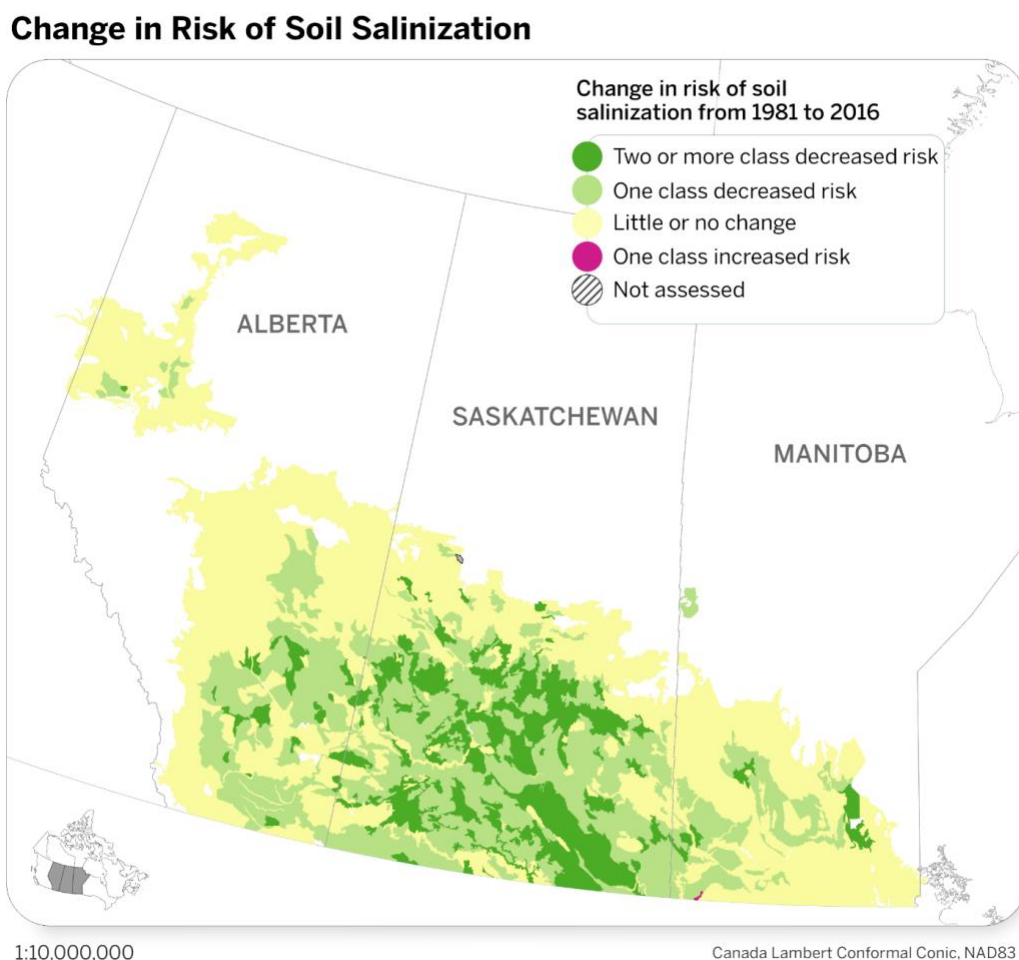 Change in Risk of Soil Salinization
Change in risk of soil
salinization from 1981 to 2016
Two or more class decreased risk
One class decreased risk
Little or no change
One class increased risk
Not assessed
ALBERTA
SASKATCHEWAN
MANITOBA
1:10.000.000
Canada Lambert Conformal Conic, NAD83